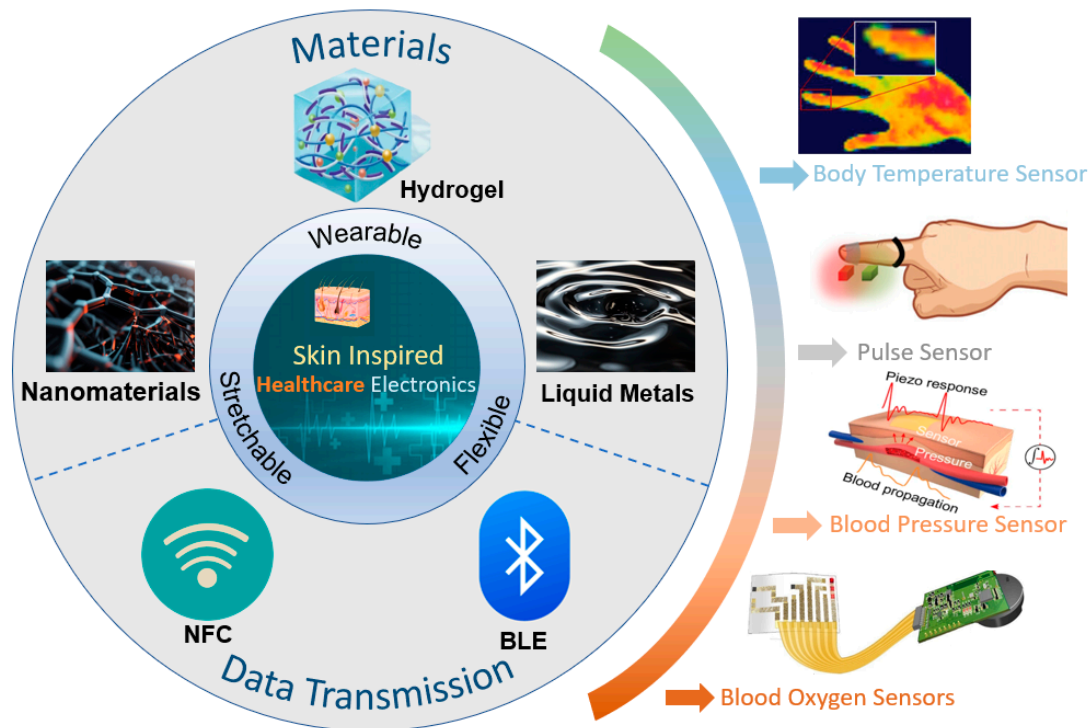 Materials
Hydrogel
Wearable
Nanomaterials
Skin Inspired
Healthcare Electronics
Liquid Metals
Stretchable
Flexible
NFC
BLE
Data Transmission
Body Temperature Sensor
Pulse Sensor
Piezo response
Sensor
Pressure
Blood propagation
Blood Pressure Sensor
Blood Oxygen Sensors